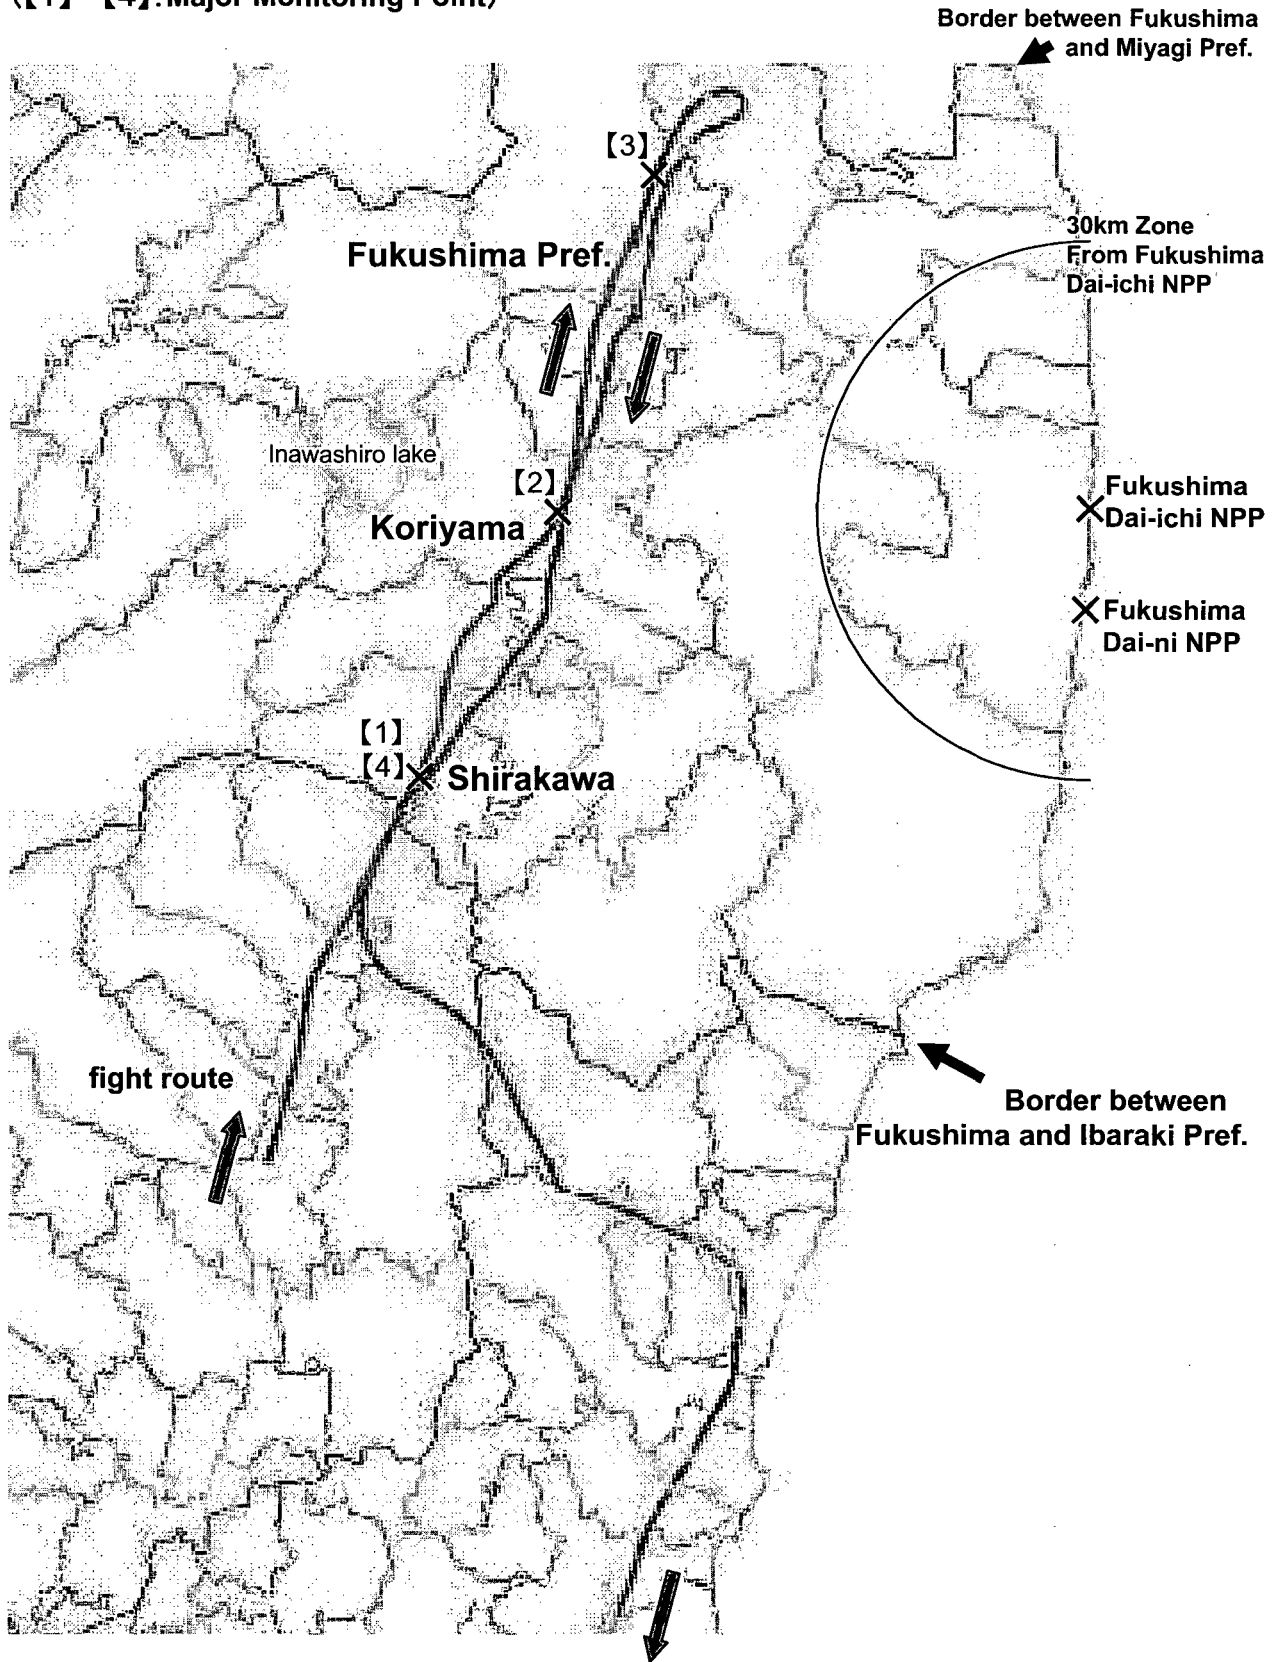 (【1】 【4】:Major Monitoring Point)
Border between Fukushima
and Miyagi Pref.
【3】
30km Zone
From Fukushima
Dai-ichi NPP
Fukushima Pref.
Inawashiro lake
【2】
Koriyama
Fukushima
Dai-ichi NPP
Fukushima
Dai-ni NPP
【1】
【4】
Shirakawa
fight route
Border between
Fukushima and Ibaraki Pref.